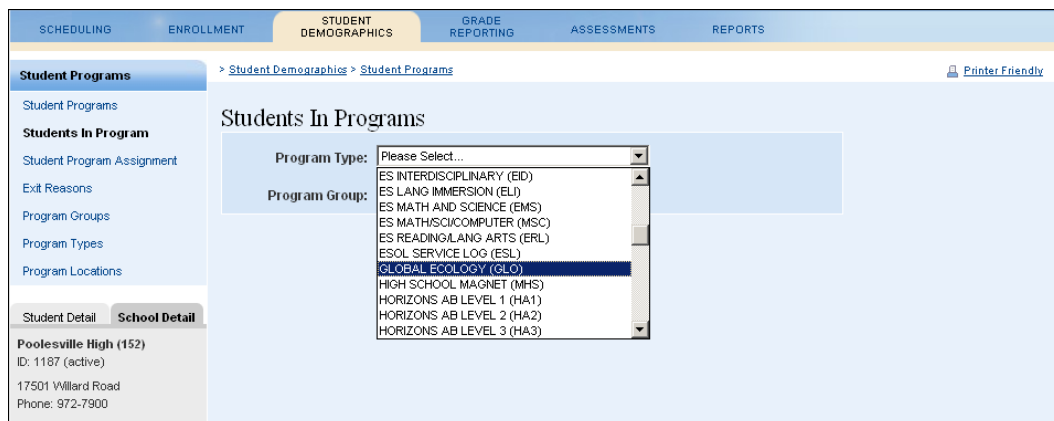 SCHEDULING ENROLLMENT STUDENT DEMOGRAPHICS GRADE REPORTING ASSESSMENTS REPORTS
Student Programs
Student Programs
Students In Program
Student Program Assignment
Exit Reasons
Program Groups
Program Types
Program Locations
Student Detail School Detail
Poolesville High (152)
ID: 1187 (active)
17501 Willard Road
Phone: 972-7900
> Student Demographics > Student Programs
Printer Friendly
Students In Programs
Program Type: Please Select...
Program Group:
ES INTERDISCIPLINARY (EID)
ES LANG IMMERSION (ELI)
ES MATH AND SCIENCE (EMS)
ES MATH/SCI/COMPUTER (MSC)
ES READING/LANG ARTS (ERL)
ESOL SERVICE LOG (ESL)
GLOBAL ECOLOGY (GLO)
HIGH SCHOOL MAGNET (MHS)
HORIZONS AB LEVEL 1 (HA1)
HORIZONS AB LEVEL 2 (HA2)
HORIZONS AB LEVEL 3 (HA3)